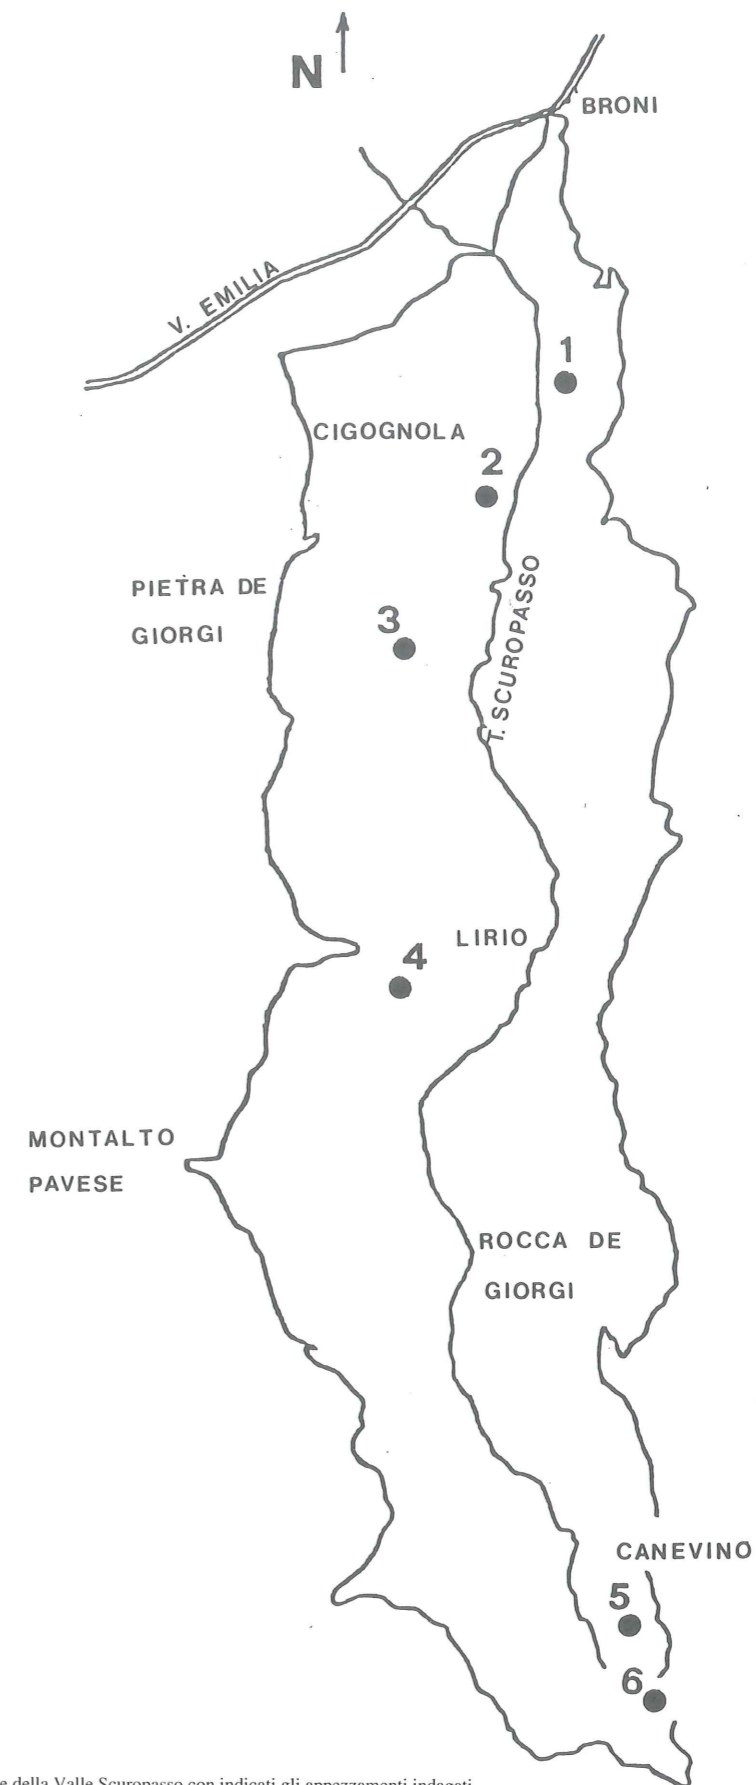 N
BRONI
V. EMILIA
1
CIGOGNOLA
2
PIETRA DE
GIORGI
3
T. SCUROPASSO
LIRIO
4
MONTALTO
PAVESE
ROCCA DE
GIORGI
CANEVINO
5
6
e della Valle Scuropasso con indicati gli appezzamenti indagati